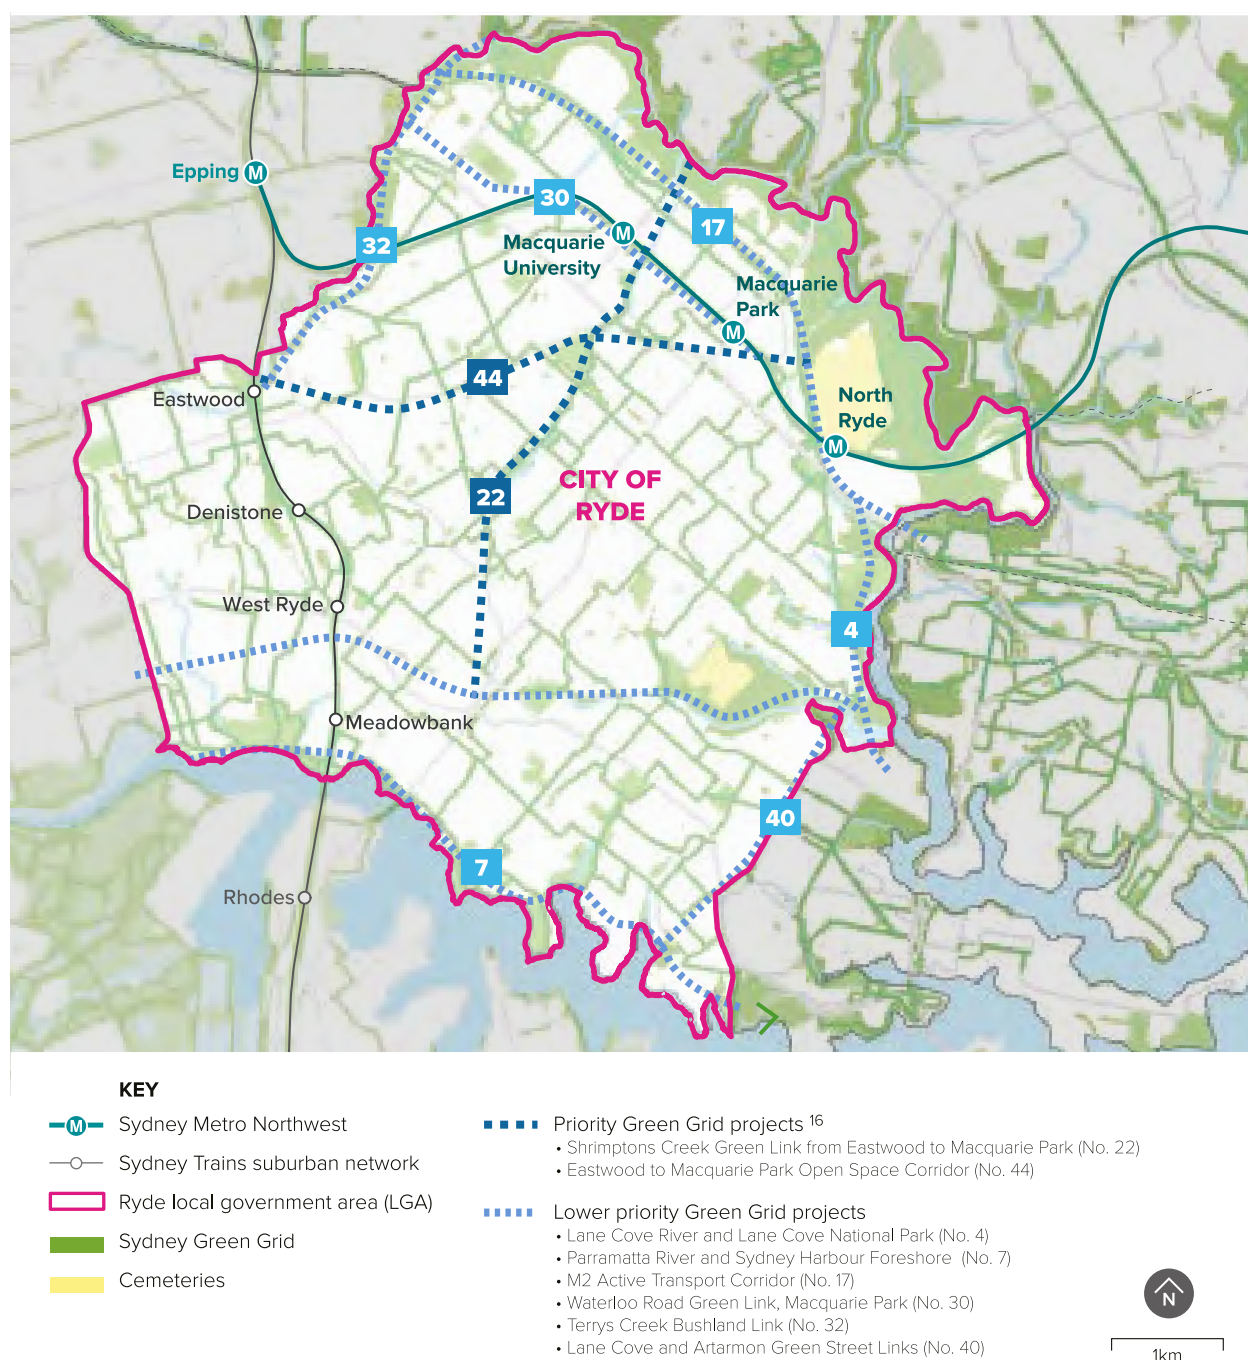 Epping M
32
30
Macquarie
University
M
17
Macquarie
Park
M
44
Eastwood
North
Ryde
M
22
CITY OF
RYDE
Denistone
West Ryde
4
Meadowbank
40
7
Rhodes
KEY
M Sydney Metro Northwest
Sydney Trains suburban network
Ryde local government area (LGA)
Sydney Green Grid
Cemeteries
Priority Green Grid projects 16
• Shrimptons Creek Green Link from Eastwood to Macquarie Park (No. 22)
• Eastwood to Macquarie Park Open Space Corridor (No. 44)
Lower priority Green Grid projects
• Lane Cove River and Lane Cove National Park (No. 4)
• Parramatta River and Sydney Harbour Foreshore (No. 7)
• M2 Active Transport Corridor (No. 17)
• Waterloo Road Green Link, Macquarie Park (No. 30)
• Terrys Creek Bushland Link (No. 32)
• Lane Cove and Artarmon Green Street Links (No. 40)
N
1km